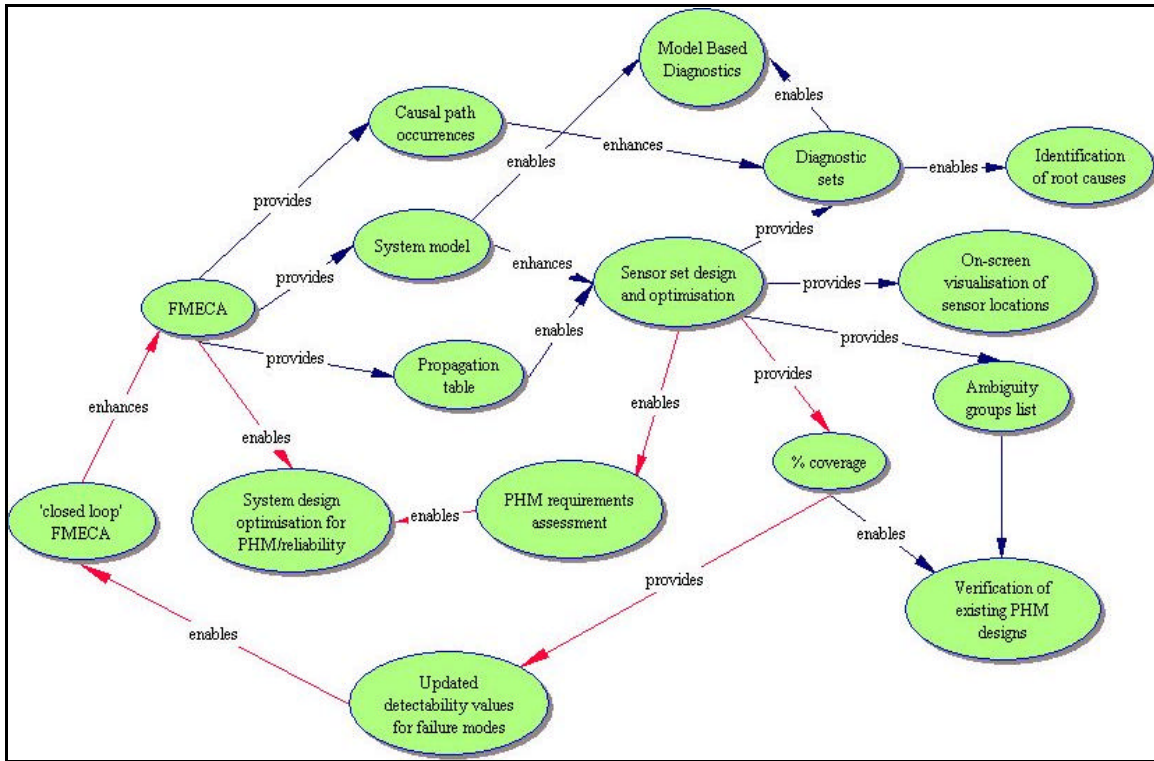 Model Based
Diagnostics
enables
Causal path
occurrences
enhances
enables
Diagnostic
sets
enables
Identification
of root causes
provides
System model
provides
provides
enhances
Sensor set design
and optimisation
provides
On-screen
visualisation of
sensor locations
FMECA
enables
provides
provides
Propagation
table
provides
Ambiguity
groups list
enhances
enables
enables
% coverage
'closed loop'
FMECA
System design
optimisation for
PHM/reliability
enables
PHM requirements
assessment
enables
provides
Verification of
existing PHM
designs
enables
Updated
detectability values
for failure modes